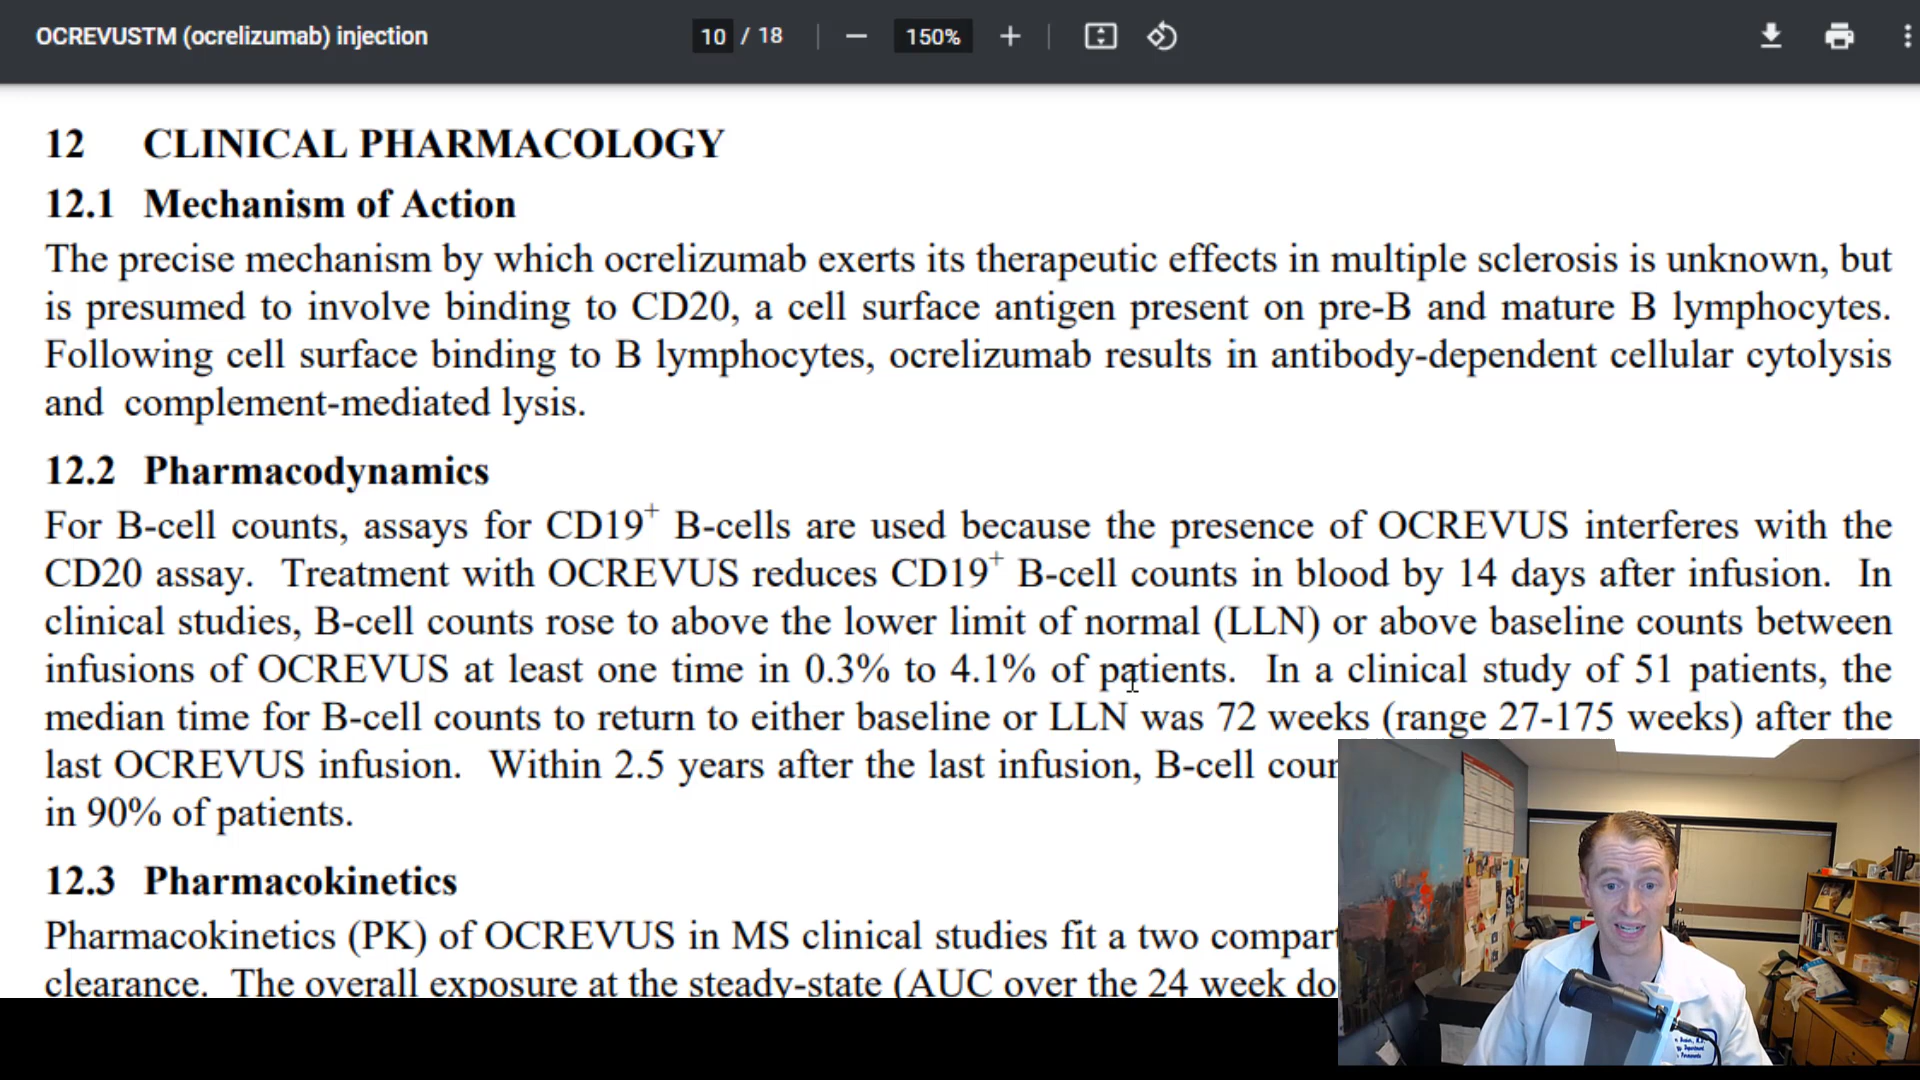 OCREVUSTM (ocrelizumab) injection
10 / 18
150%
12 CLINICAL PHARMACOLOGY
12.1 Mechanism of Action
The precise mechanism by which ocrelizumab exerts its therapeutic effects in multiple sclerosis is unknown, but
is presumed to involve binding to CD20, a cell surface antigen present on pre-B and mature B lymphocytes.
Following cell surface binding to B lymphocytes, ocrelizumab results in antibody-dependent cellular cytolysis
and complement-mediated lysis.
12.2 Pharmacodynamics
For B-cell counts, assays for CD19+ B-cells are used because the presence of OCREVUS interferes with the
CD20 assay. Treatment with OCREVUS reduces CD19+ B-cell counts in blood by 14 days after infusion. In
clinical studies, B-cell counts rose to above the lower limit of normal (LLN) or above baseline counts between
infusions of OCREVUS at least one time in 0.3% to 4.1% of patients. In a clinical study of 51 patients, the
median time for B-cell counts to return to either baseline or LLN was 72 weeks (range 27-175 weeks) after the
last OCREVUS infusion. Within 2.5 years after the last infusion, B-cell cour
in 90% of patients.
12.3 Pharmacokinetics
Pharmacokinetics (PK) of OCREVUS in MS clinical studies fit a two compart
clearance. The overall exposure at the steady-state (AUC over the 24 week do